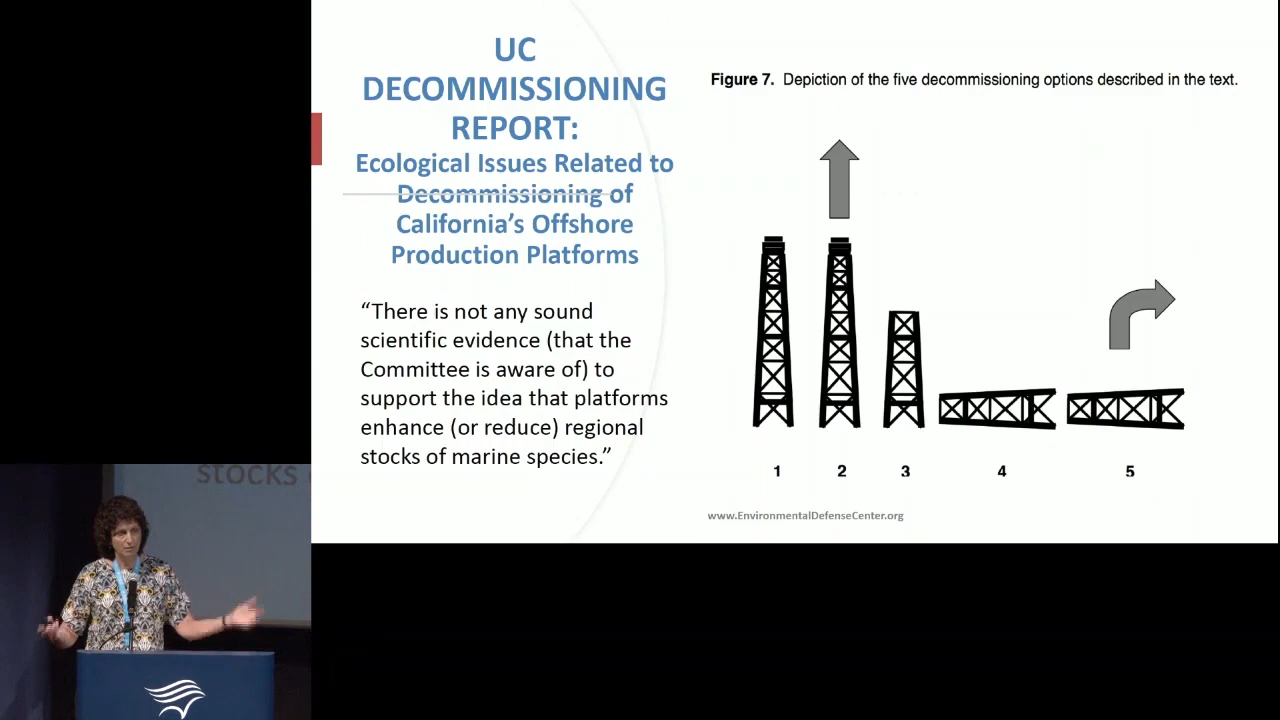 UC
DECOMMISSIONING
REPORT:
Ecological Issues Related to
Decommissioning of
California's Offshore
Production Platforms
“There is not any sound
scientific evidence (that the
Committee is aware of) to
support the idea that platforms
enhance (or reduce) regional
stocks of marine species.”
Figure 7. Depiction of the five decommissioning options described in the text.
1 2 3 4 5
www.EnvironmentalDefenseCenter.org
stocks